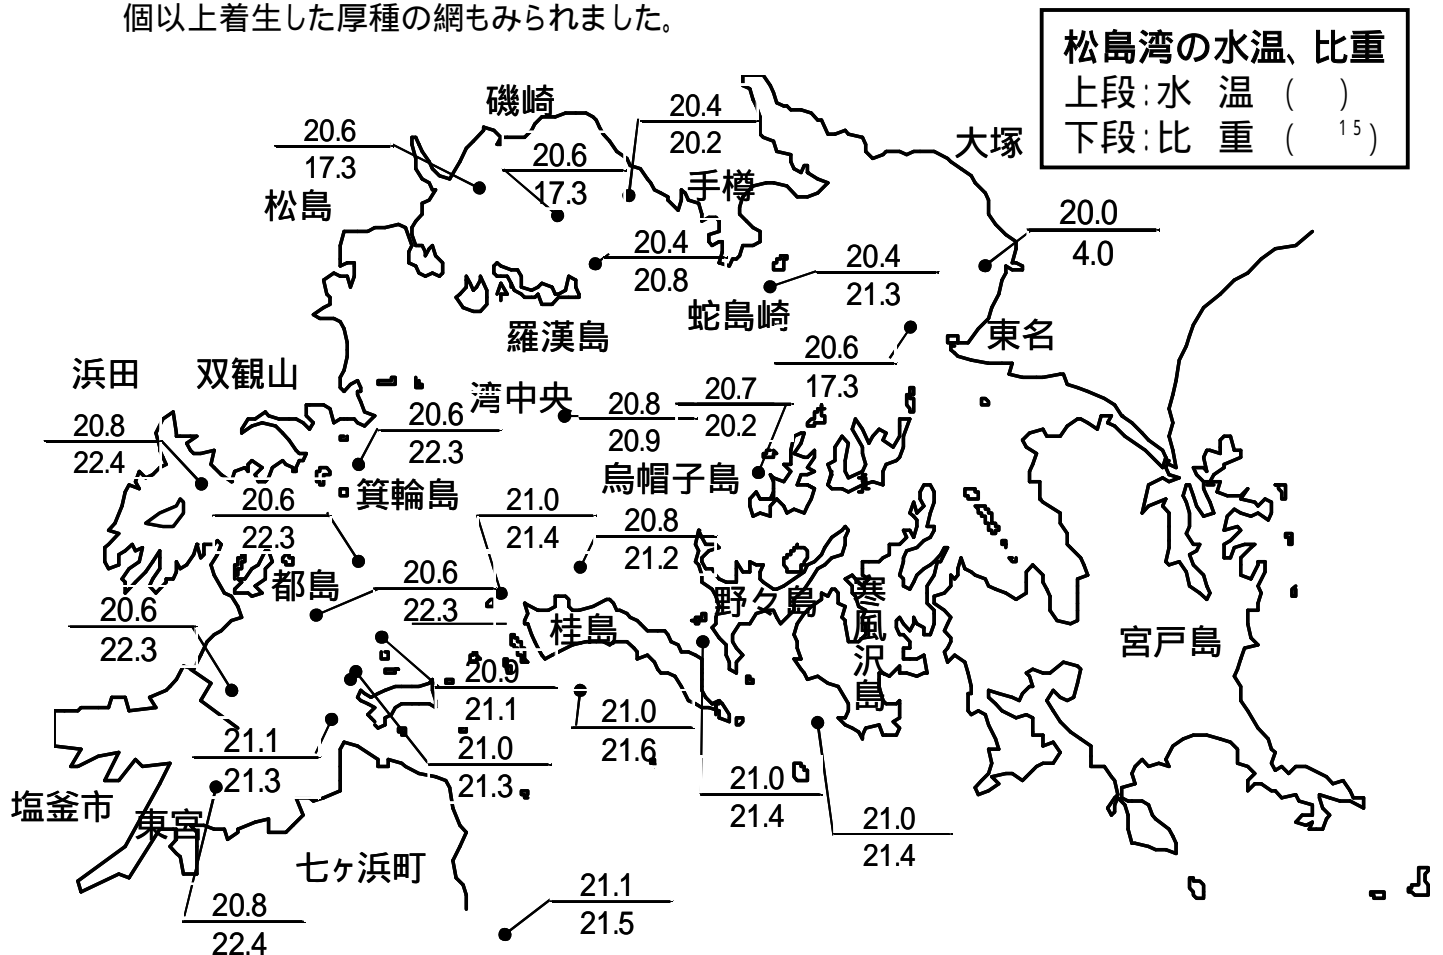 個以上着生した厚種の網もみられました。
松島湾の水温、比重
上段:水 温 ( )
下段:比 重 ( 15)
磯崎
20.6
17.3
20.6
17.3
20.4
20.2
大塚
松島
手樽
20.0
4.0
20.4
20.8
20.4
21.3
蛇島崎
羅漢島
東名
20.6
17.3
浜田
双観山
湾中央
20.8
22.4
20.6
22.3
20.8
20.9
20.7
20.2
烏帽子島
箕輪島
20.6
22.3
21.0
21.4
20.8
21.2
都島
20.6
22.3
野々島
寒風沢島
桂島
宮戸島
20.6
22.3
20.9
21.1
21.0
21.6
21.1
21.3
21.0
21.3
21.0
21.4
21.0
21.4
塩釜市
東宮
七ヶ浜町
20.8
22.4
21.1
21.5